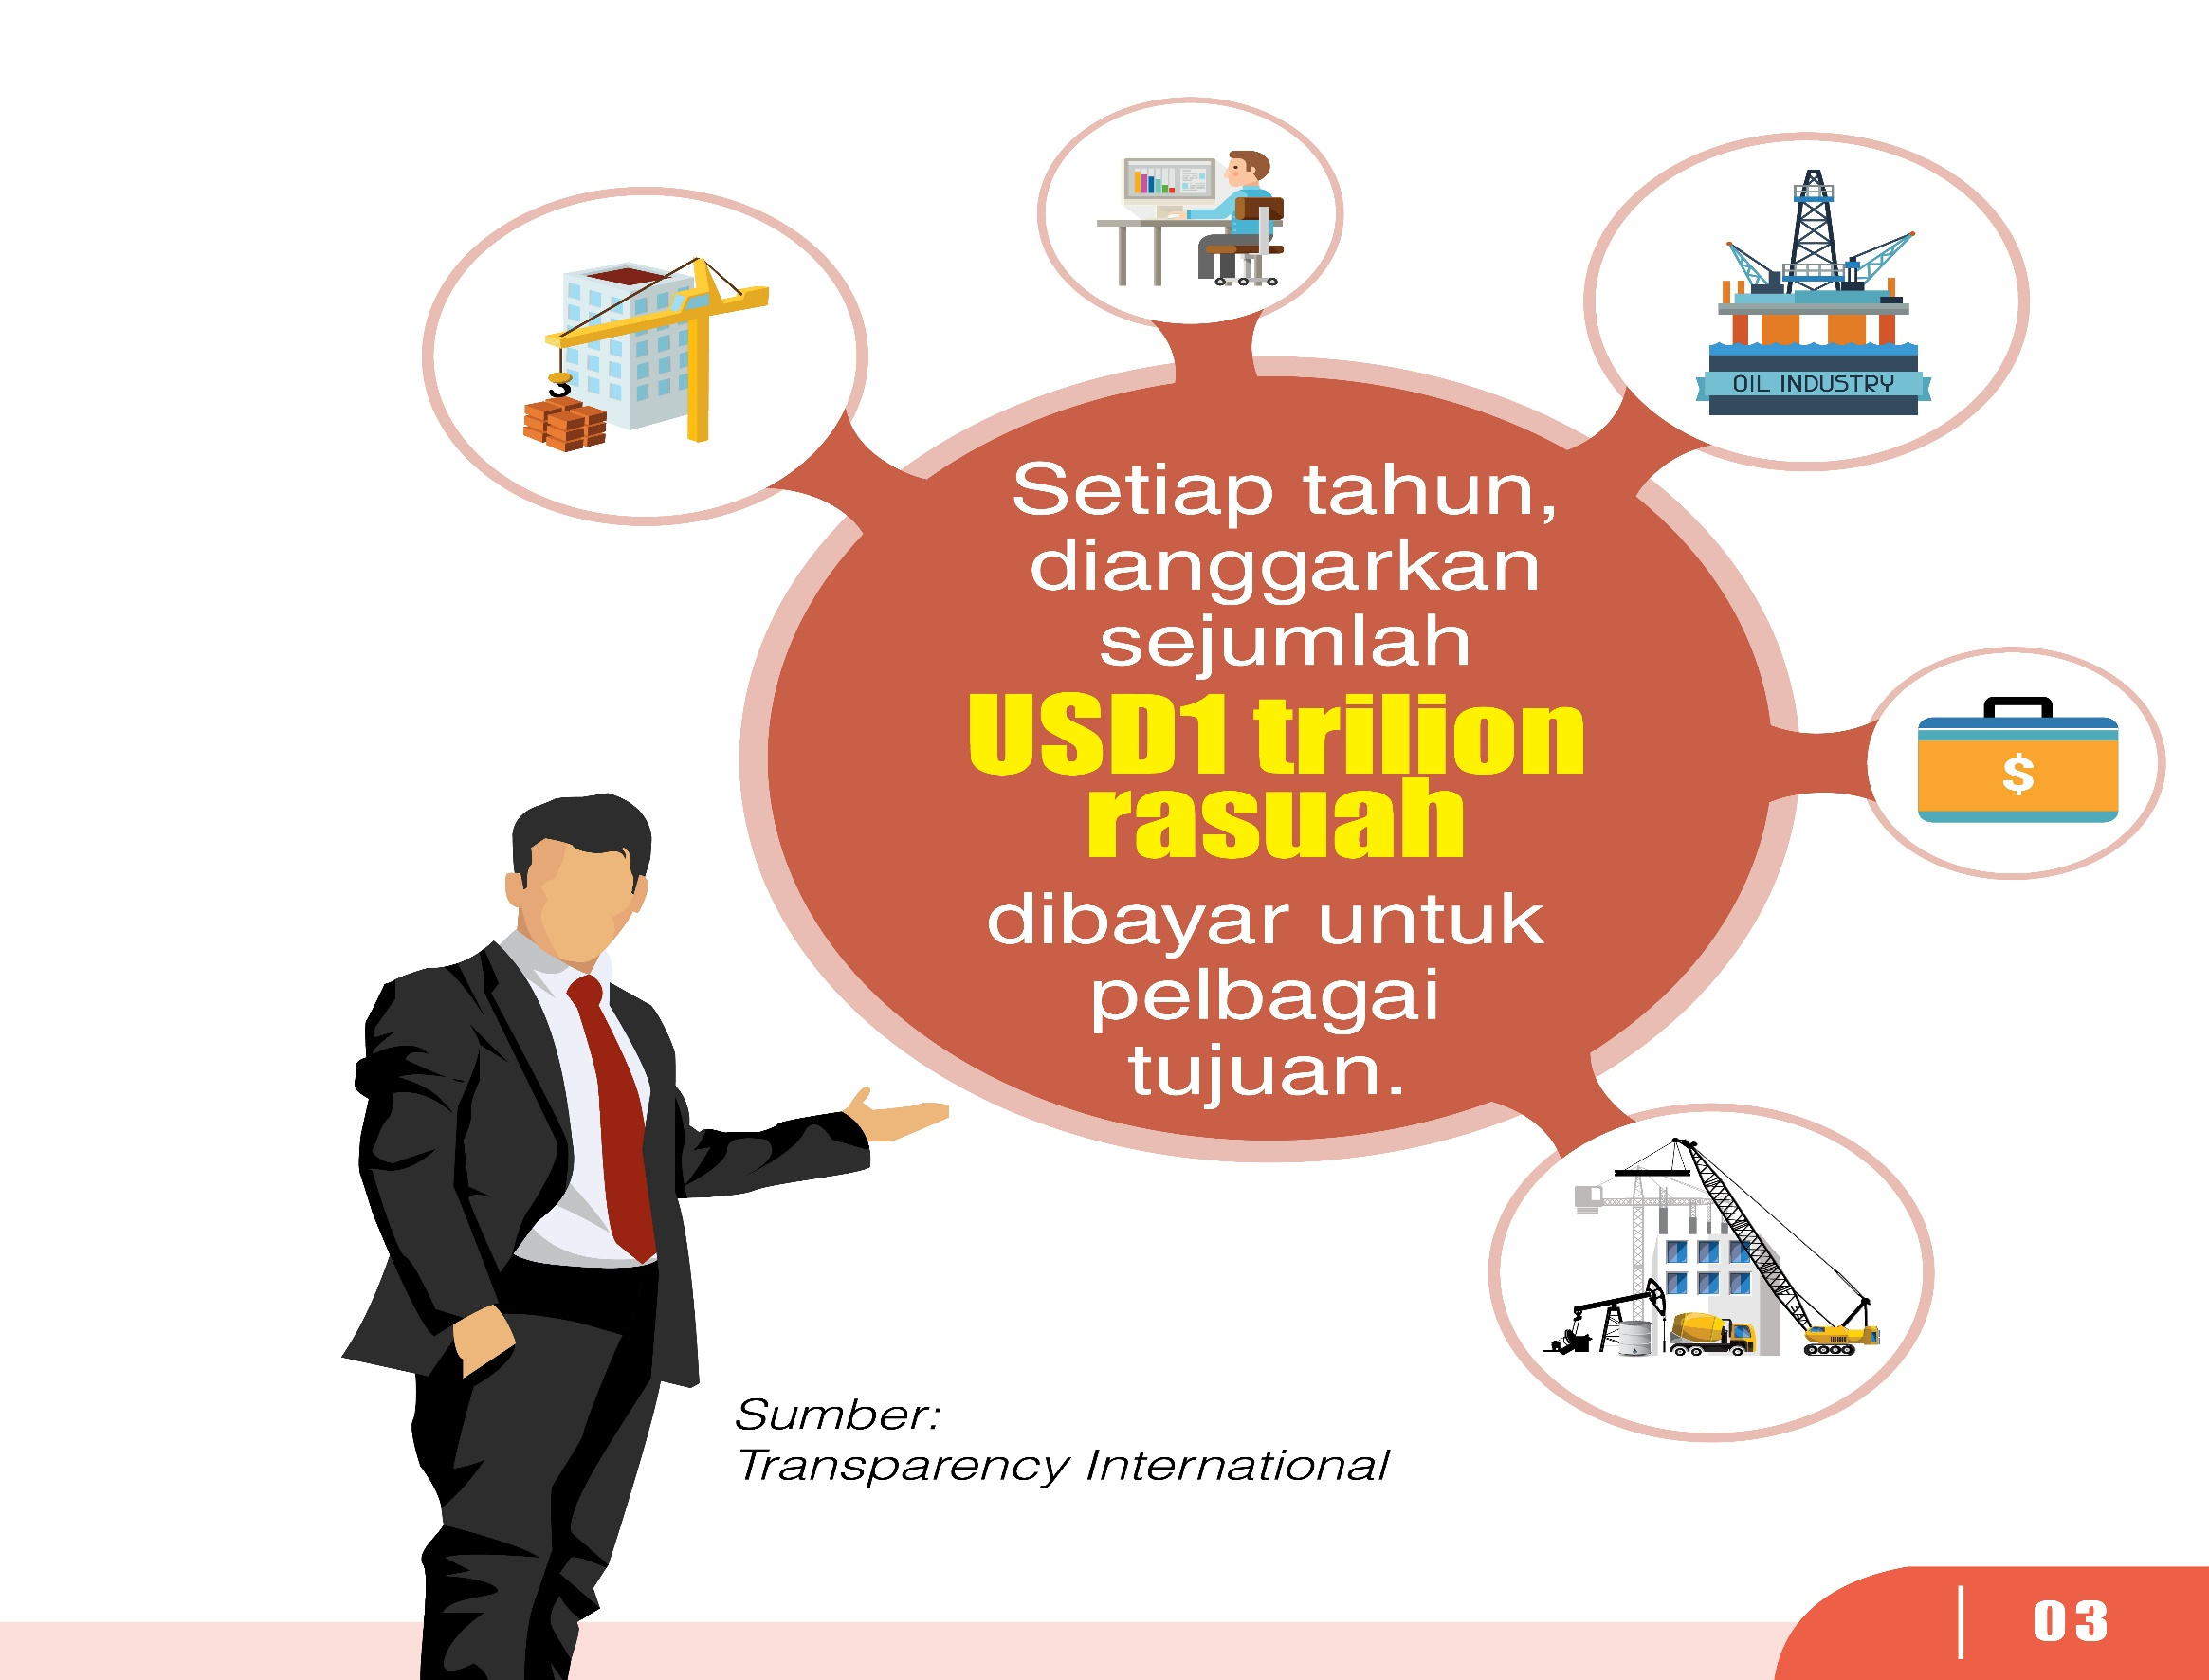 OIL INDUSTRY
Setiap tahun,
dianggarkan
sejumlah
USD1 trilion
rasuah
dibayar untuk
pelbagai
tujuan.
$
Sumber:
Transparency International
03